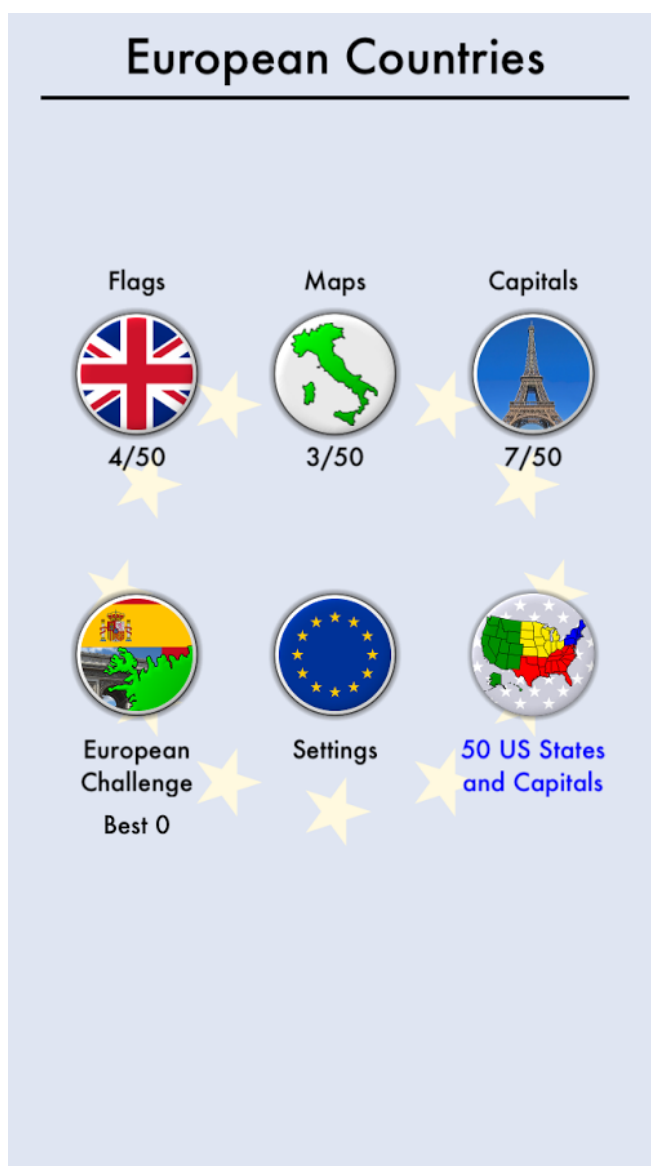 European Countries
Flags
Maps
Capitals
4/50
3/50
7/50
European
Challenge
Best 0
Settings
50 US States
and Capitals